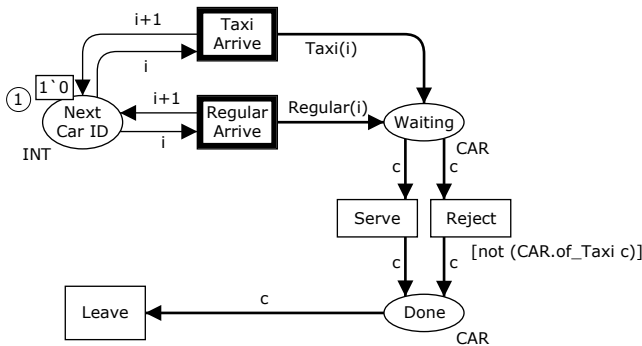 i+1
Taxi
Arrive
i
Taxi(i)
1
1`0
i+1
Next
Car ID
Regular
Arrive
Regular(i)
Waiting
i
INT
CAR
c
c
Serve
Reject
[not (CAR.of_Taxi c)]
c
c
Leave
c
Done
CAR